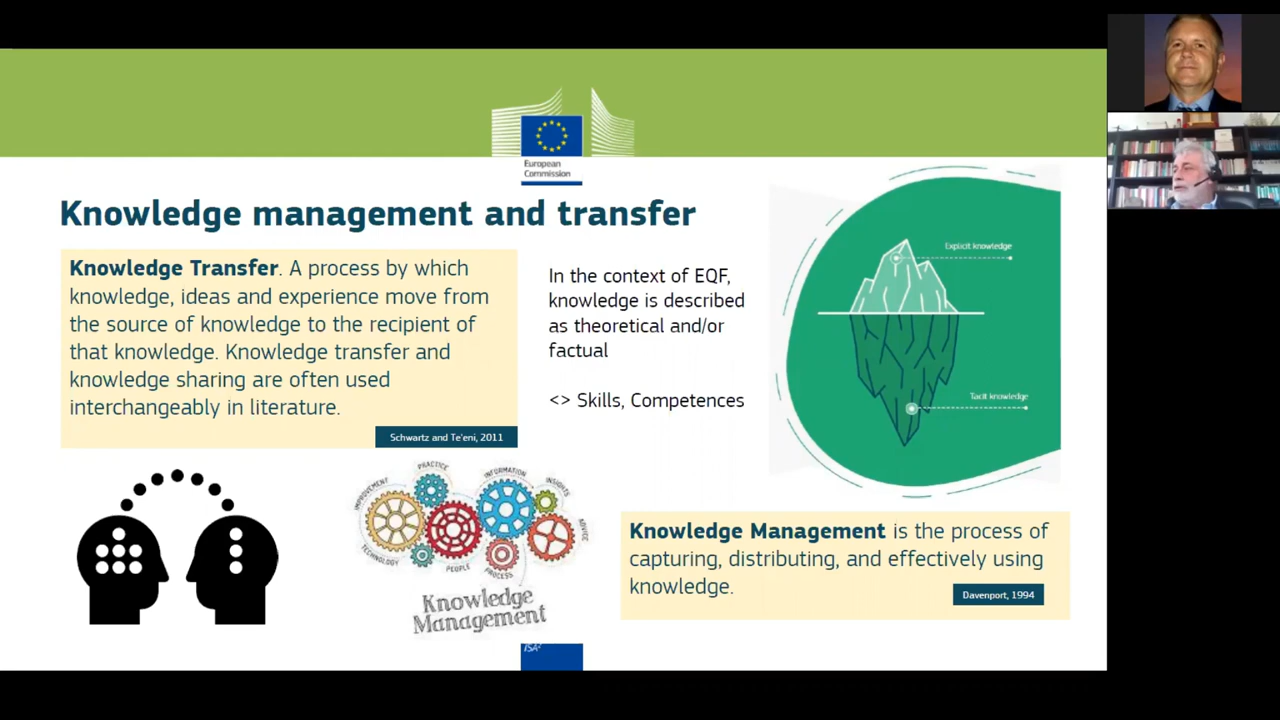 European
Commission
Knowledge management and transfer
Knowledge Transfer. A process by which
knowledge, ideas and experience move from
the source of knowledge to the recipient of
that knowledge. Knowledge transfer and
knowledge sharing are often used
interchangeably in literature.
Schwartz and Te'eni, 2011
In the context of EQF,
knowledge is described
as theoretical and/or
factual
<> Skills, Competences
Explicit knowledge
Tacit knowledge
IMPROVEMENT
PRACTICE
INFORMATION
INSIGHTS
ADVICE
TECHNOLOGY
PEOPLE
PROCESS
Knowledge
Management
Knowledge Management is the process of
capturing, distributing, and effectively using
knowledge.
Davenport, 1994
ISA²